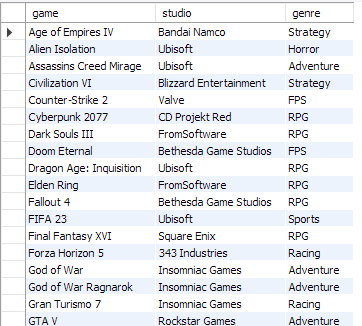 game studio genre
Age of Empires IV Bandai Namco Strategy
Alien Isolation Ubisoft Horror
Assassins Creed Mirage Ubisoft Adventure
Civilization VI Blizzard Entertainment Strategy
Counter-Strike 2 Valve FPS
Cyberpunk 2077 CD Projekt Red RPG
Dark Souls III FromSoftware RPG
Doom Eternal Bethesda Game Studios FPS
Dragon Age: Inquisition Ubisoft RPG
Elden Ring FromSoftware RPG
Fallout 4 Bethesda Game Studios RPG
FIFA 23 Ubisoft Sports
Final Fantasy XVI Square Enix RPG
Forza Horizon 5 343 Industries Racing
God of War Insomniac Games Adventure
God of War Ragnarok Insomniac Games Adventure
Gran Turismo 7 Insomniac Games Racing
GTA V Rockstar Games Adventure